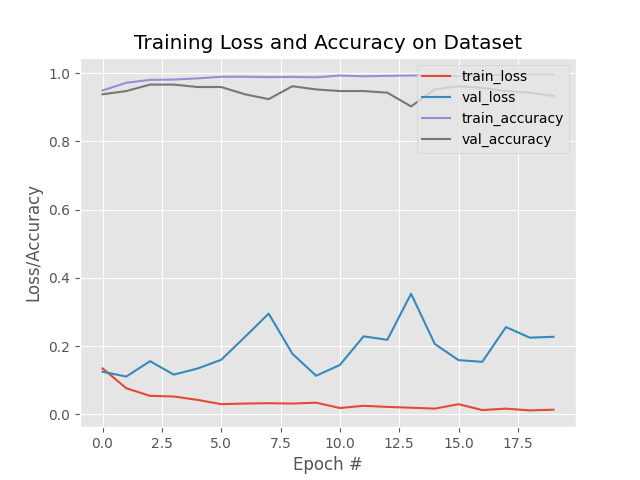 Training Loss and Accuracy on Dataset
1.0
0.8
0.6
0.4
0.2
0.0
Loss/Accuracy
train_loss
val_loss
train_accuracy
val_accuracy
0.0 2.5 5.0 7.5 10.0 12.5 15.0 17.5
Epoch #